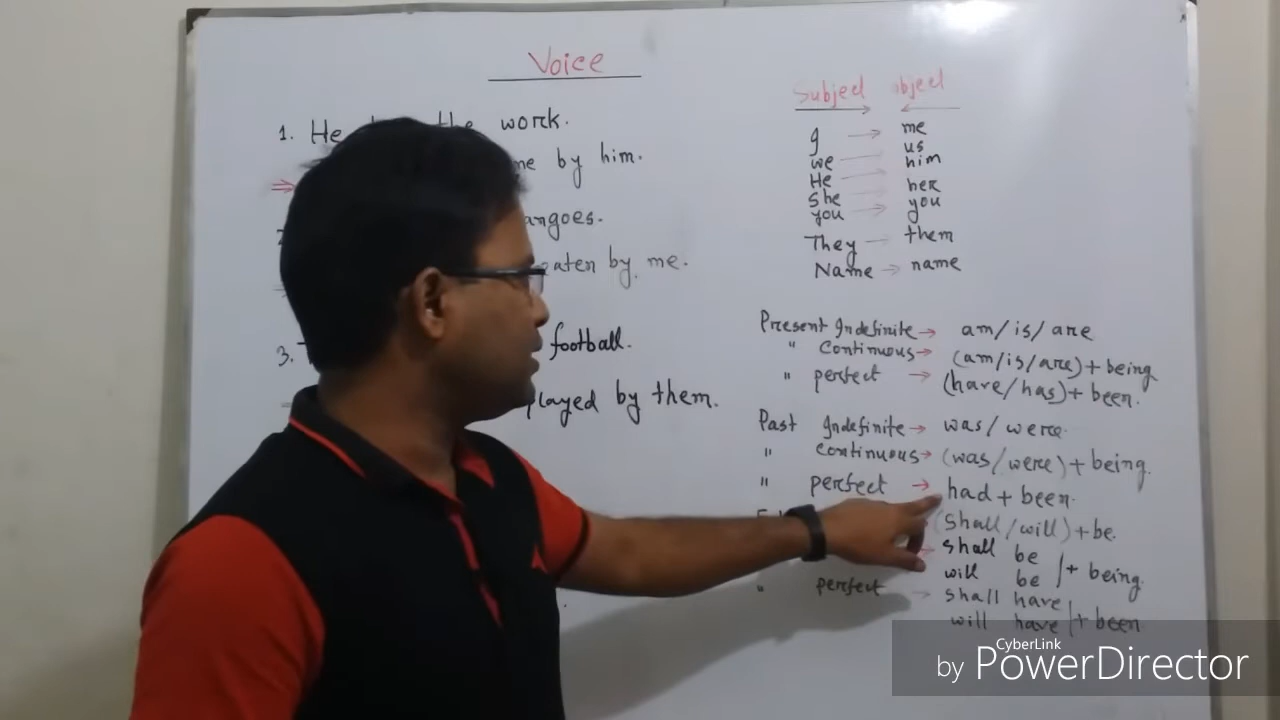 Voice
1. He the work.
by him.
angoes.
eaten by me.
3. football.
played by them.
Subject object
I → me
we us
He him
She her
you → you
They them
Name → name
Present Indefinite → am/is/are
" Continuous → (am/is/are) + being
" perfect → (have/has) + been.
Past Indefinite → was/were.
" continuous → (was/were) + being.
" perfect → had + been.
(shall/will) + be.
shall be
will be /+ being.
" perfect → shall have
will have /+ been
CyberLink
by PowerDirector